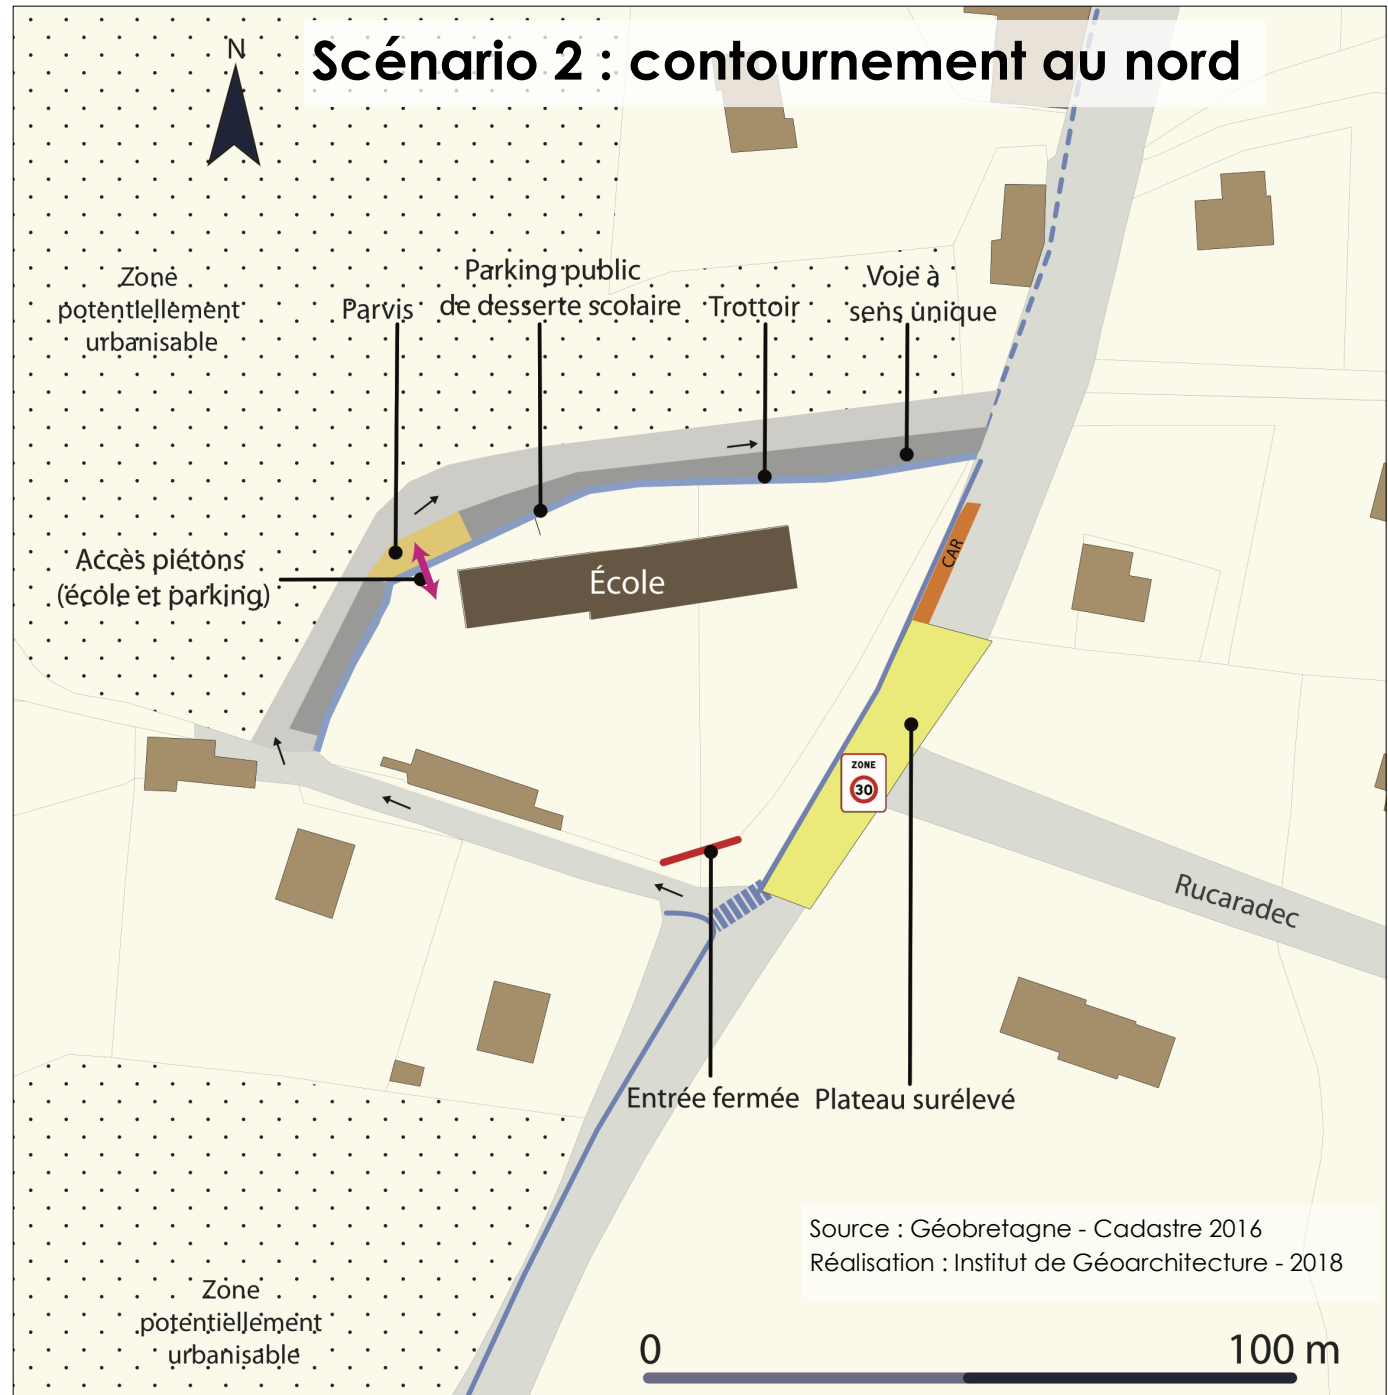 Scénario 2 : contournement au nord
N
Zone
potentiellement
urbanisable
Parvis
Parking public
de desserte scolaire
Trottoir
Voie à
sens unique
Accès piétons
(école et parking)
École
CAR
ZONE
30
Rucaradec
Entrée fermée
Plateau surélevé
Source : Géobretagne - Cadastre 2016
Réalisation : Institut de Géoarchitecture - 2018
Zone
potentiellement
urbanisable
0
100 m